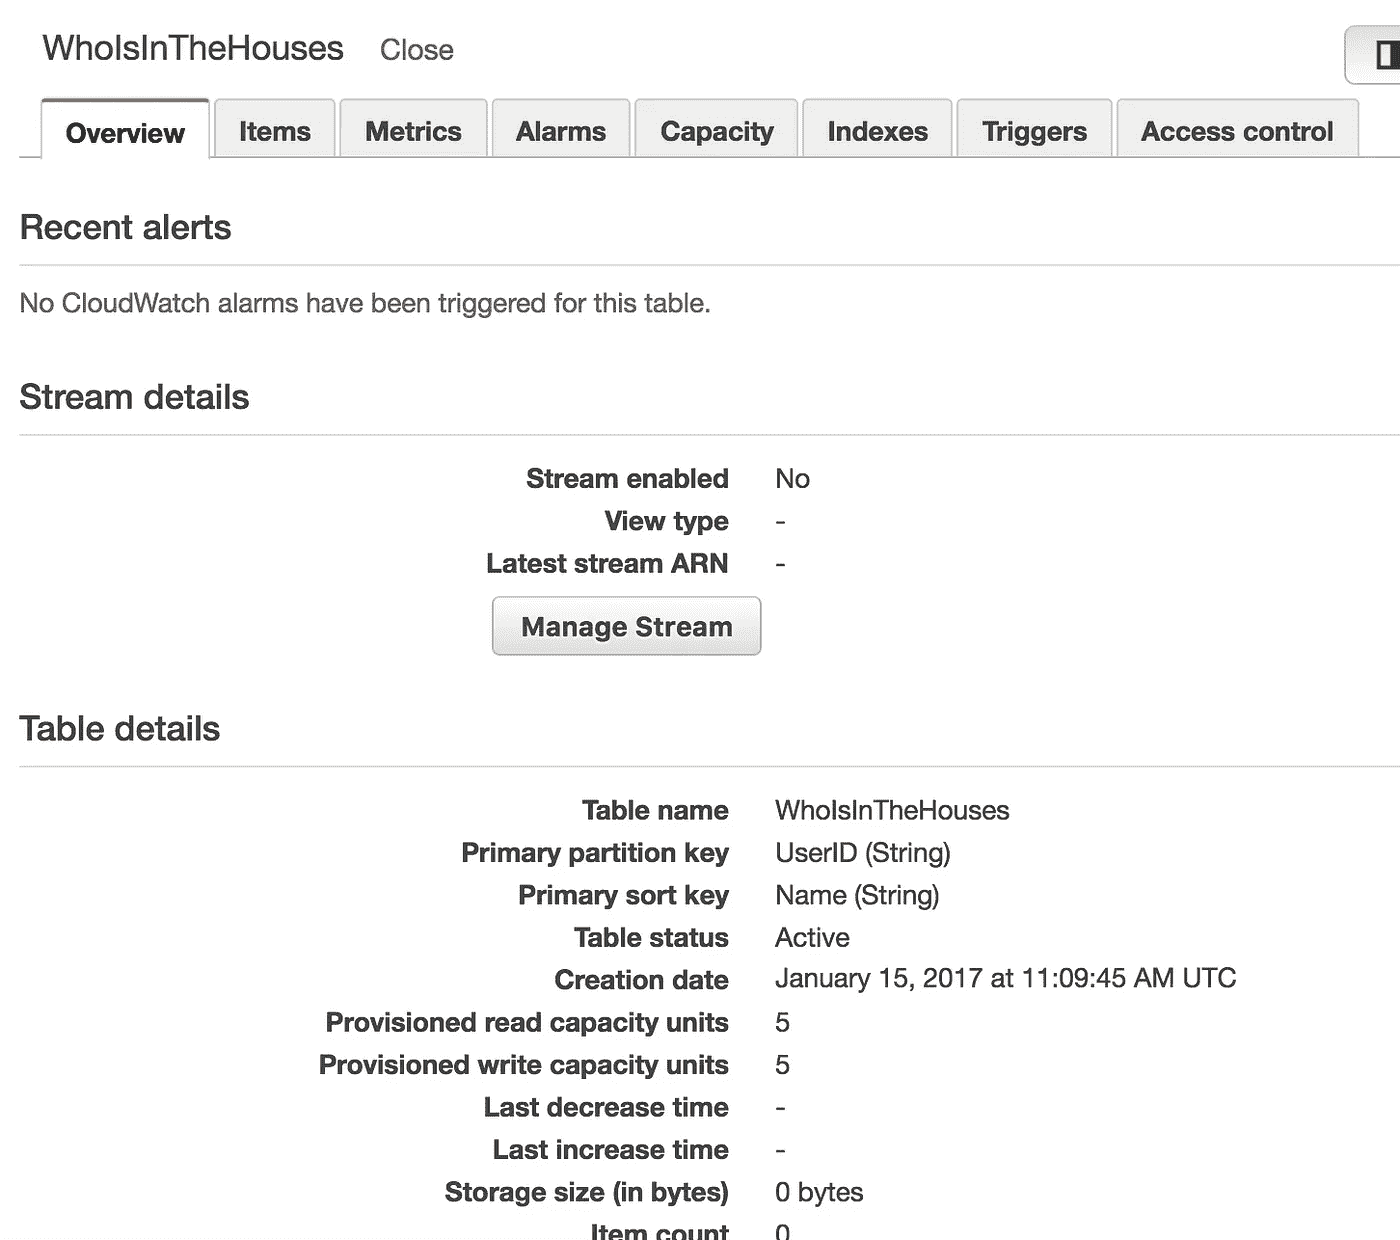 WhoIsInTheHouses Close
Overview Items Metrics Alarms Capacity Indexes Triggers Access control
Recent alerts
No CloudWatch alarms have been triggered for this table.
Stream details
Stream enabled No
View type -
Latest stream ARN -
Manage Stream
Table details
Table name WhoIsInTheHouses
Primary partition key UserID (String)
Primary sort key Name (String)
Table status Active
Creation date January 15, 2017 at 11:09:45 AM UTC
Provisioned read capacity units 5
Provisioned write capacity units 5
Last decrease time -
Last increase time -
Storage size (in bytes) 0 bytes
Item count 0